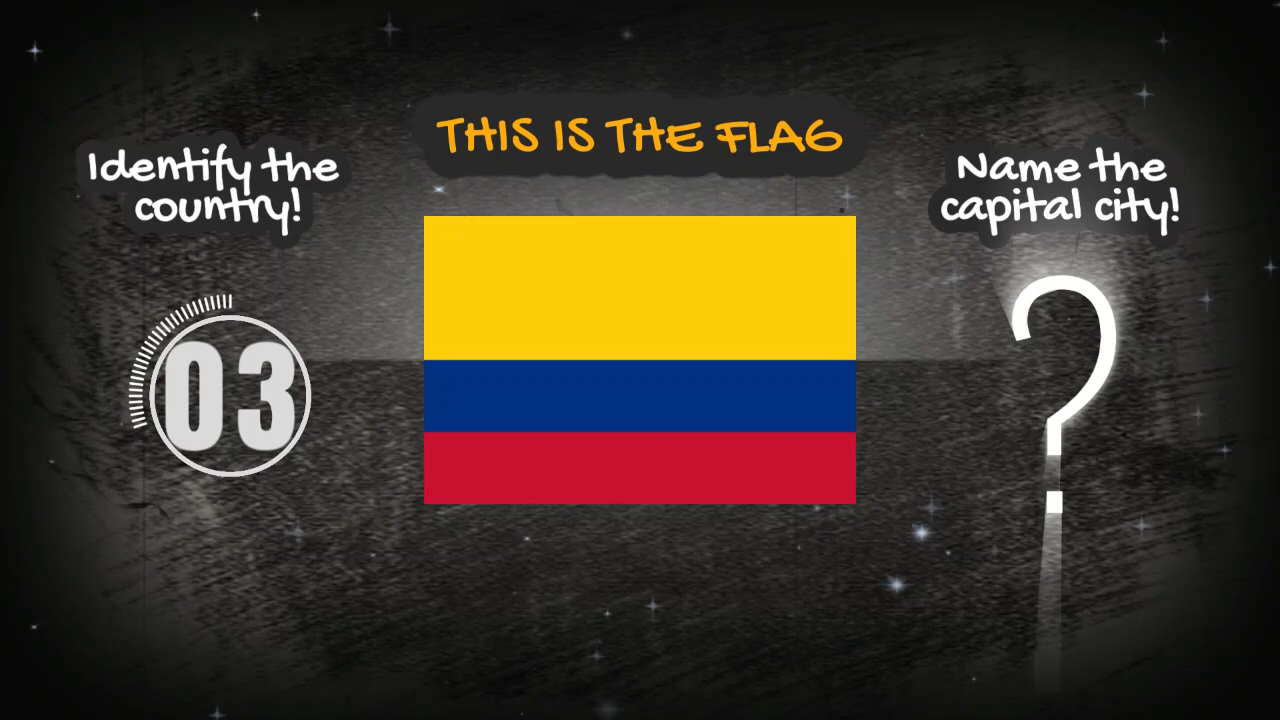 THIS IS THE FLAG
Identify the
country!
Name the
capital city!
03
?